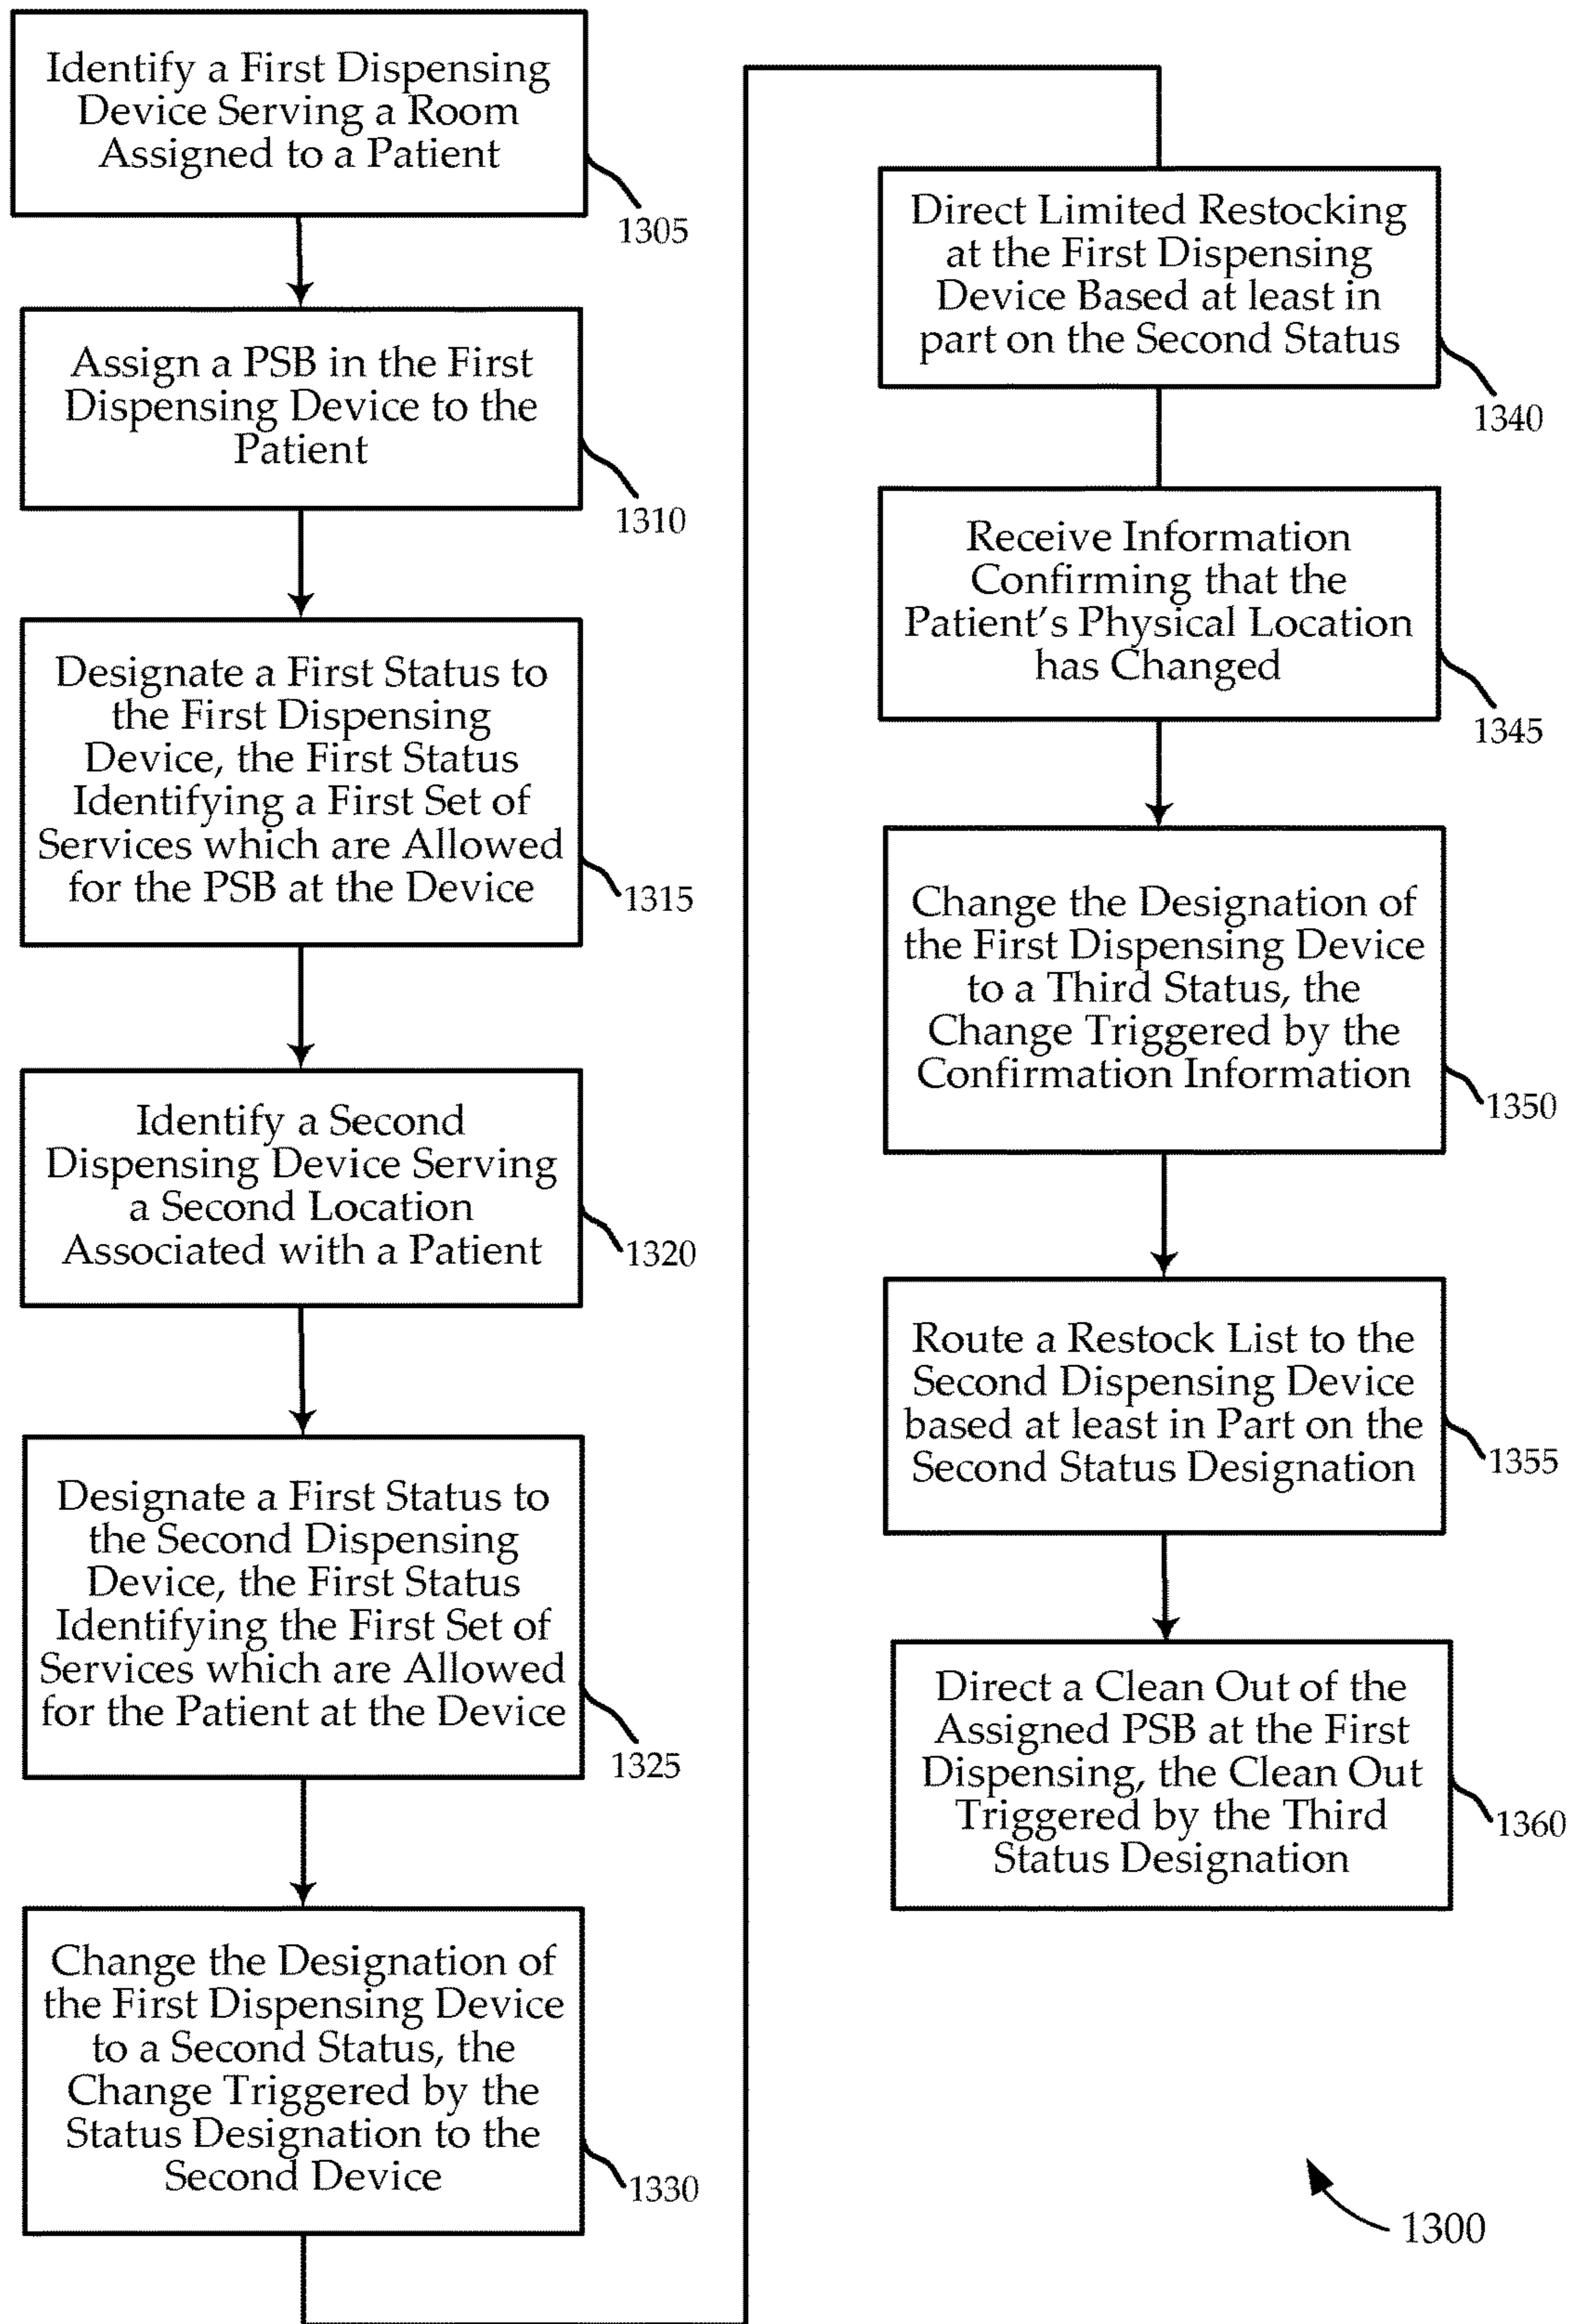 Identify a First Dispensing
Device Serving a Room
Assigned to a Patient
1305
Assign a PSB in the First
Dispensing Device to the
Patient
1310
Designate a First Status to
the First Dispensing
Device, the First Status
Identifying a First Set of
Services which are Allowed
for the PSB at the Device
1315
Identify a Second
Dispensing Device Serving
a Second Location
Associated with a Patient
1320
Designate a First Status to
the Second Dispensing
Device, the First Status
Identifying the First Set of
Services which are Allowed
for the Patient at the Device
1325
Change the Designation of
the First Dispensing Device
to a Second Status, the
Change Triggered by the
Status Designation to the
Second Device
1330
Direct Limited Restocking
at the First Dispensing
Device Based at least in
part on the Second Status
1340
Receive Information
Confirming that the
Patient's Physical Location
has Changed
1345
Change the Designation of
the First Dispensing Device
to a Third Status, the
Change Triggered by the
Confirmation Information
1350
Route a Restock List to the
Second Dispensing Device
based at least in Part on the
Second Status Designation
1355
Direct a Clean Out of the
Assigned PSB at the First
Dispensing, the Clean Out
Triggered by the Third
Status Designation
1360
1300